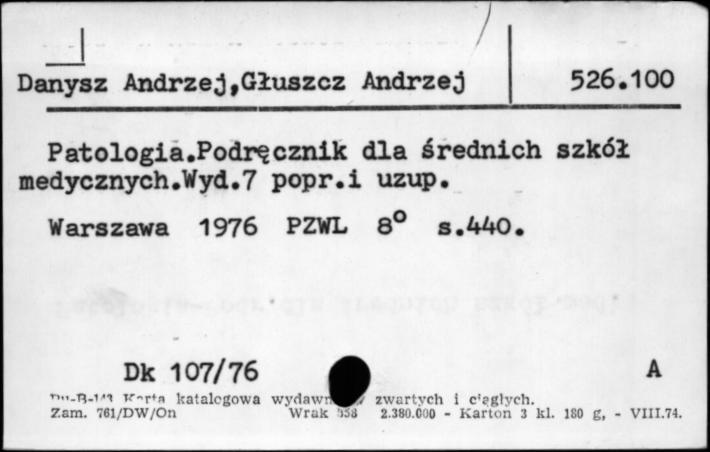 Danysz Andrzej,Głuszcz Andrzej 526.100
Patologia.Podręcznik dla średnich szkół
medycznych.Wyd.7 popr.i uzup.
Warszawa 1976 PZWL 8° s.440.
Dk 107/76 A
Karta katalogowa zwartych i ciągłych.
Zam. 761/DW/On Wrak 2.380.000 - Karton 3 kl. 180 g, - VIII.74.